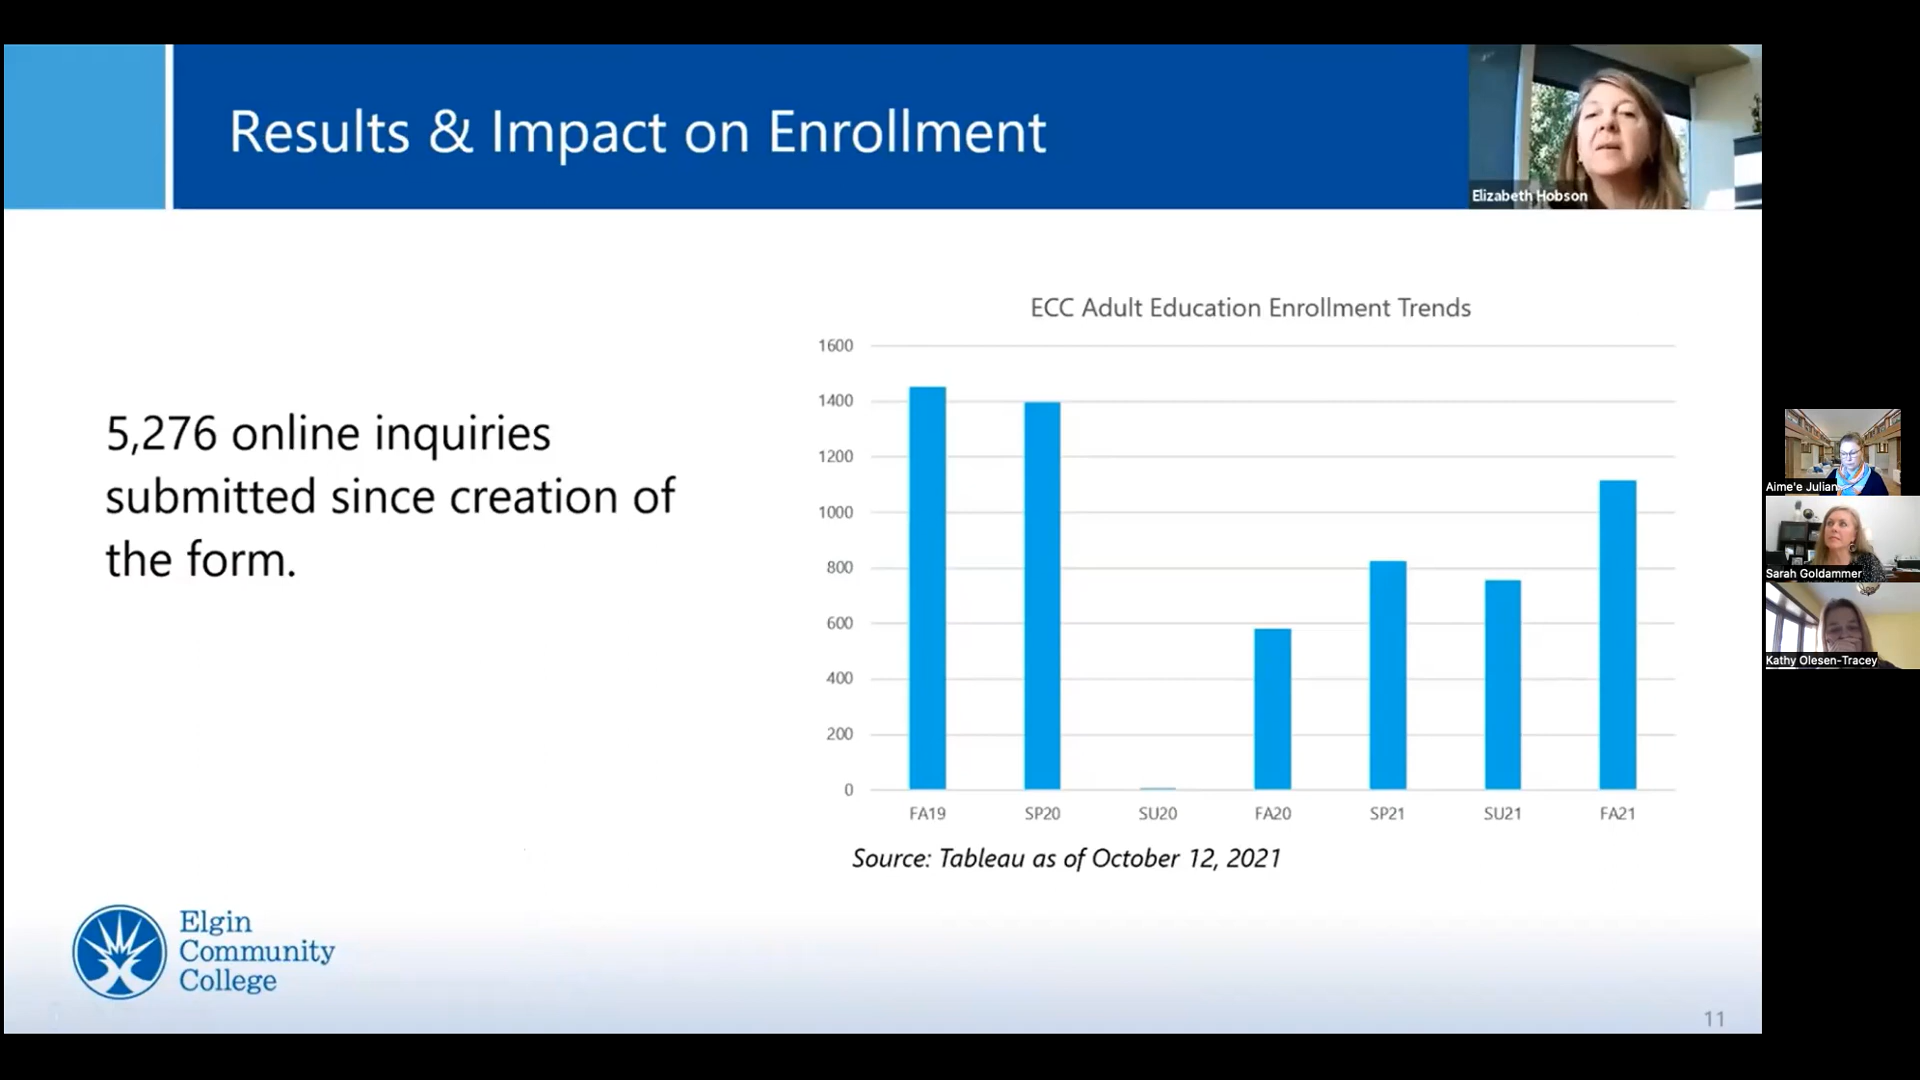 Results & Impact on Enrollment
Elizabeth Hobson
5,276 online inquiries
submitted since creation of
the form.
ECC Adult Education Enrollment Trends
1600
1400
1200
1000
800
600
400
200
0
FA19 SP20 SU20 FA20 SP21 SU21 FA21
Source: Tableau as of October 12, 2021
Elgin
Community
College
11
Aime'e Julian
Sarah Goldammer
Kathy Olesen-Tracey